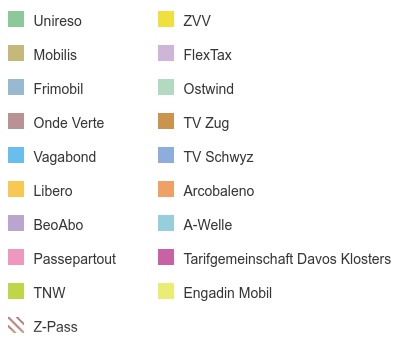 Unireso
Mobilis
Frimobil
Onde Verte
Vagabond
Libero
BeoAbo
Passepartout
TNW
Z-Pass
ZVV
FlexTax
Ostwind
TV Zug
TV Schwyz
Arcobaleno
A-Welle
Tarifgemeinschaft Davos Klosters
Engadin Mobil